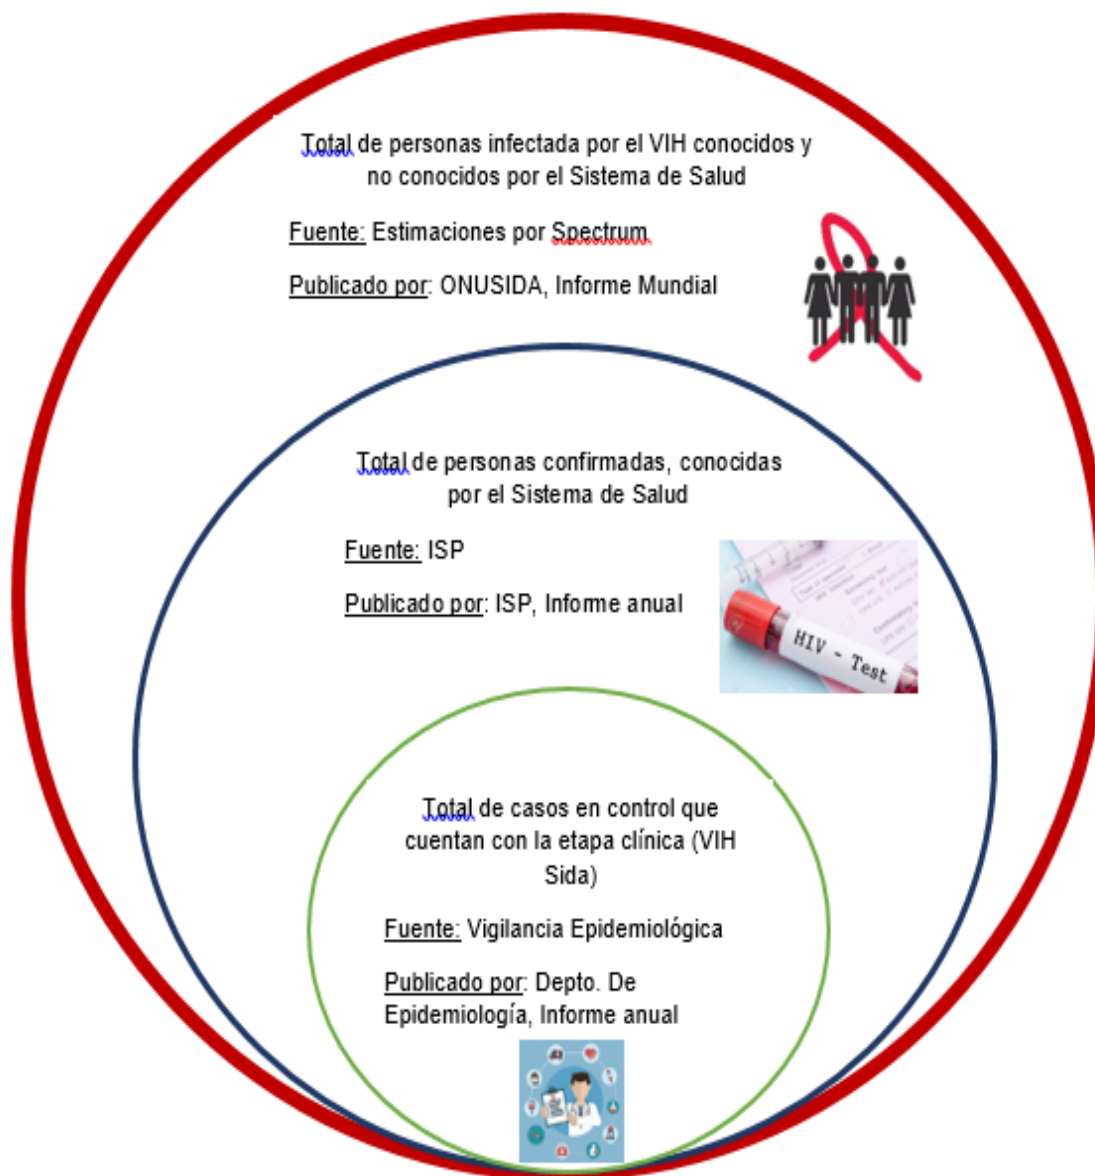 Total de personas infectada por el VIH conocidos y
no conocidos por el Sistema de Salud
Fuente: Estimaciones por Spectrum
Publicado por: ONUSIDA, Informe Mundial
Total de personas confirmadas, conocidas
por el Sistema de Salud
Fuente: ISP
Publicado por: ISP, Informe anual
HIV - Test
Total de casos en control que
cuentan con la etapa clínica (VIH
Sida)
Fuente: Vigilancia Epidemiológica
Publicado por: Depto. De
Epidemiología, Informe anual